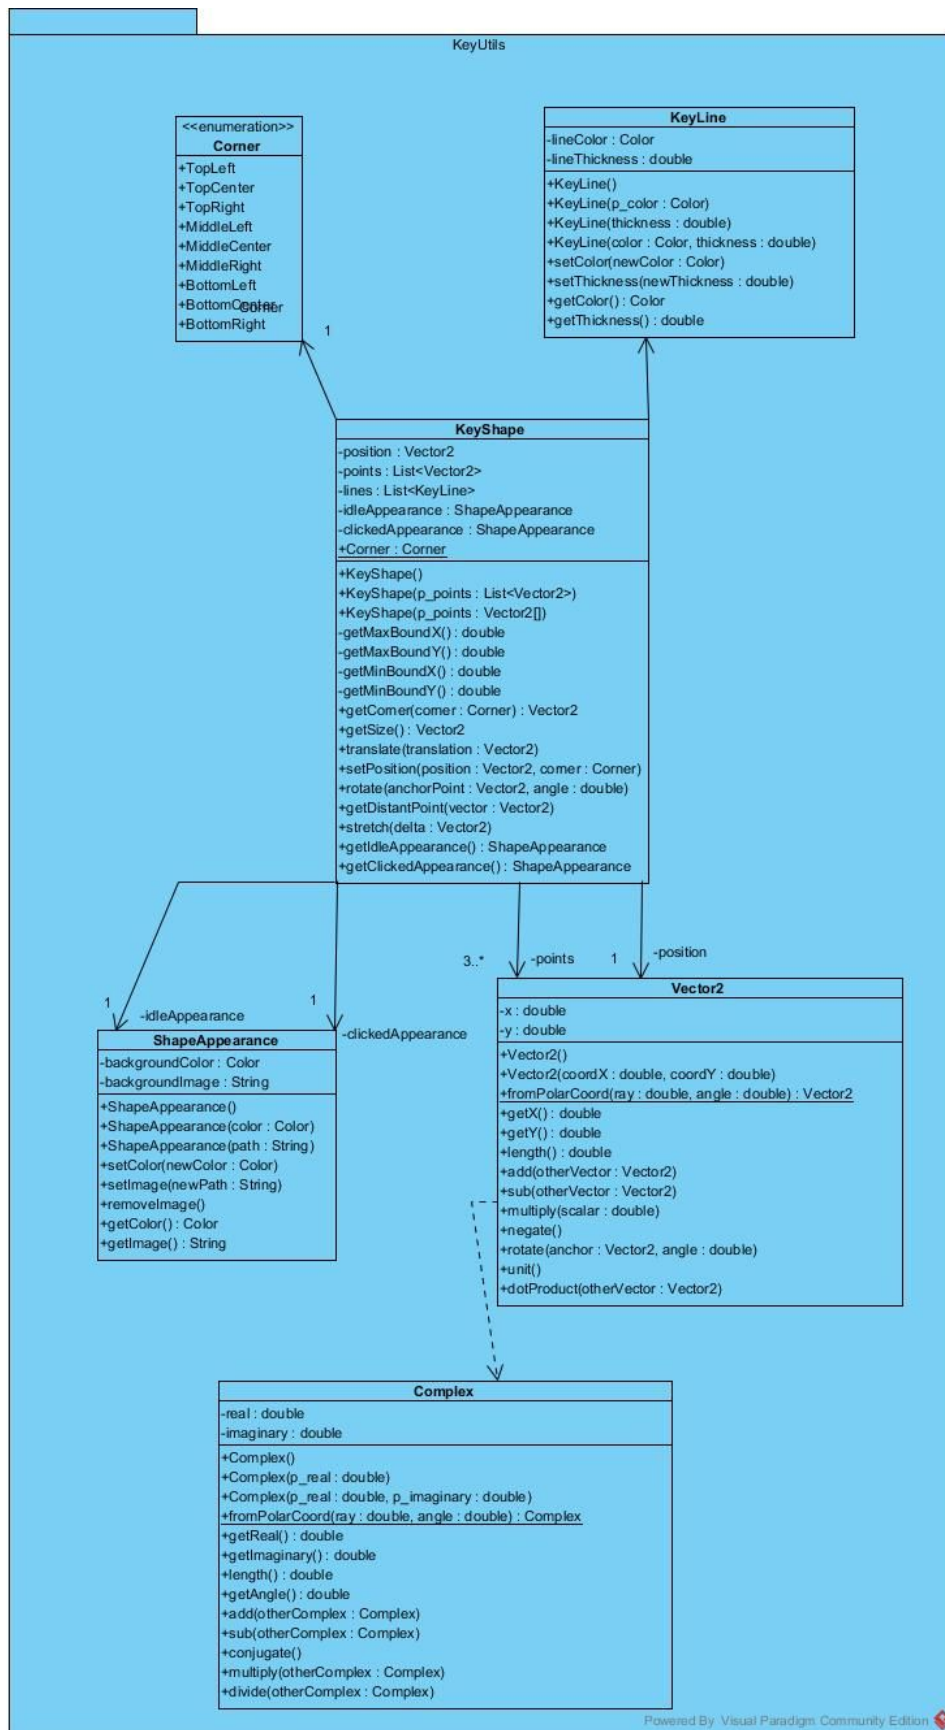 KeyUtils
<<enumeration>>
Corner
+TopLeft
+TopCenter
+TopRight
+MiddleLeft
+MiddleCenter
+MiddleRight
+BottomLeft
+BottomCenter
Corner
+BottomRight
1
KeyLine
-lineColor : Color
-lineThickness : double
+KeyLine()
+KeyLine(p_color : Color)
+KeyLine(thickness : double)
+KeyLine(color : Color, thickness : double)
+setColor(newColor : Color)
+setThickness(newThickness : double)
+getColor() : Color
+getThickness() : double
KeyShape
-position : Vector2
-points : List<Vector2>
-lines : List<KeyLine>
-idleAppearance : ShapeAppearance
-clickedAppearance : ShapeAppearance
+Corner : Corner
+KeyShape()
+KeyShape(p_points : List<Vector2>)
+KeyShape(p_points : Vector2[])
-getMaxBoundX() : double
-getMaxBoundY() : double
-getMinBoundX() : double
-getMinBoundY() : double
+getCorner(corner : Corner) : Vector2
+getSize() : Vector2
+translate(translation : Vector2)
+setPosition(position : Vector2, corner : Corner)
+rotate(anchorPoint : Vector2, angle : double)
+getDistantPoint(vector : Vector2)
+stretch(delta : Vector2)
+getIdleAppearance() : ShapeAppearance
+getClickedAppearance() : ShapeAppearance
1
-idleAppearance
1
-clickedAppearance
3..*
-points
1
-position
ShapeAppearance
-backgroundColor : Color
-backgroundImage : String
+ShapeAppearance()
+ShapeAppearance(color : Color)
+ShapeAppearance(path : String)
+setColor(newColor : Color)
+setImage(newPath : String)
+removeImage()
+getColor() : Color
+getImage() : String
Vector2
-x : double
-y : double
+Vector2()
+Vector2(coordX : double, coordY : double)
+fromPolarCoord(ray : double, angle : double) : Vector2
+getX() : double
+getY() : double
+length() : double
+add(otherVector : Vector2)
+sub(otherVector : Vector2)
+multiply(scalar : double)
+negate()
+rotate(anchor : Vector2, angle : double)
+unit()
+dotProduct(otherVector : Vector2)
Complex
-real : double
-imaginary : double
+Complex()
+Complex(p_real : double)
+Complex(p_real : double, p_imaginary : double)
+fromPolarCoord(ray : double, angle : double) : Complex
+getReal() : double
+getImaginary() : double
+length() : double
+getAngle() : double
+add(otherComplex : Complex)
+sub(otherComplex : Complex)
+conjugate()
+multiply(otherComplex : Complex)
+divide(otherComplex : Complex)
Powered By Visual Paradigm Community Edition